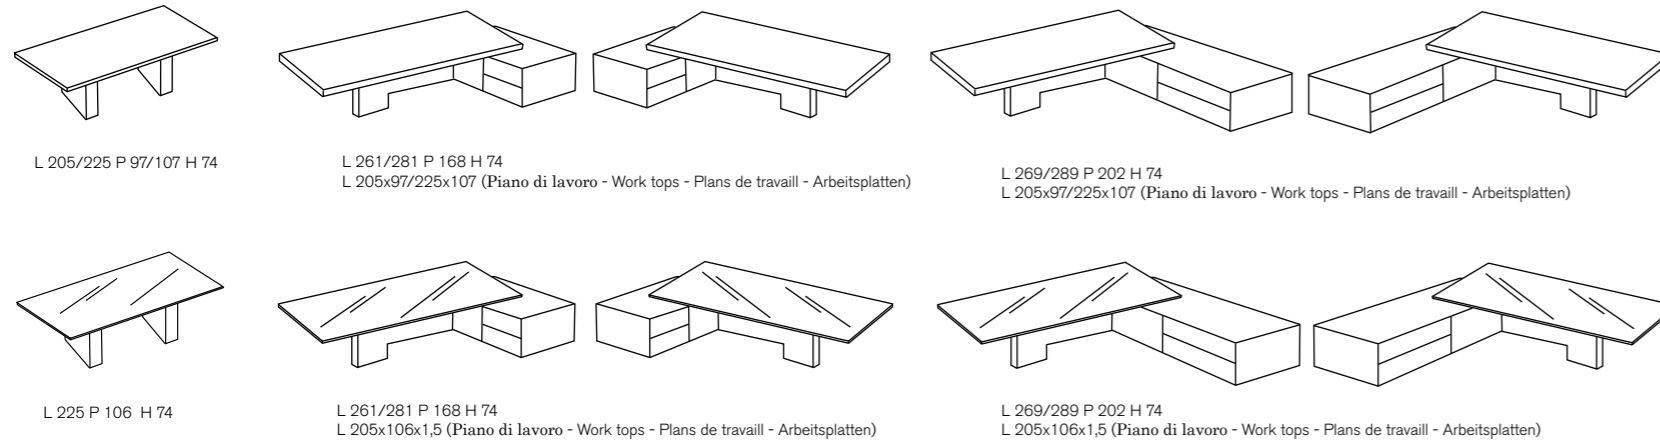 L 205/225 P 97/107 H 74
L 261/281 P 168 H 74
L 205x97/225x107 (Piano di lavoro - Work tops - Plans de travaill - Arbeitsplatten)
L 269/289 P 202 H 74
L 205x97/225x107 (Piano di lavoro - Work tops - Plans de travaill - Arbeitsplatten)
L 225 P 106 H 74
L 261/281 P 168 H 74
L 205x106x1,5 (Piano di lavoro - Work tops - Plans de travaill - Arbeitsplatten)
L 269/289 P 202 H 74
L 205x106x1,5 (Piano di lavoro - Work tops - Plans de travaill - Arbeitsplatten)